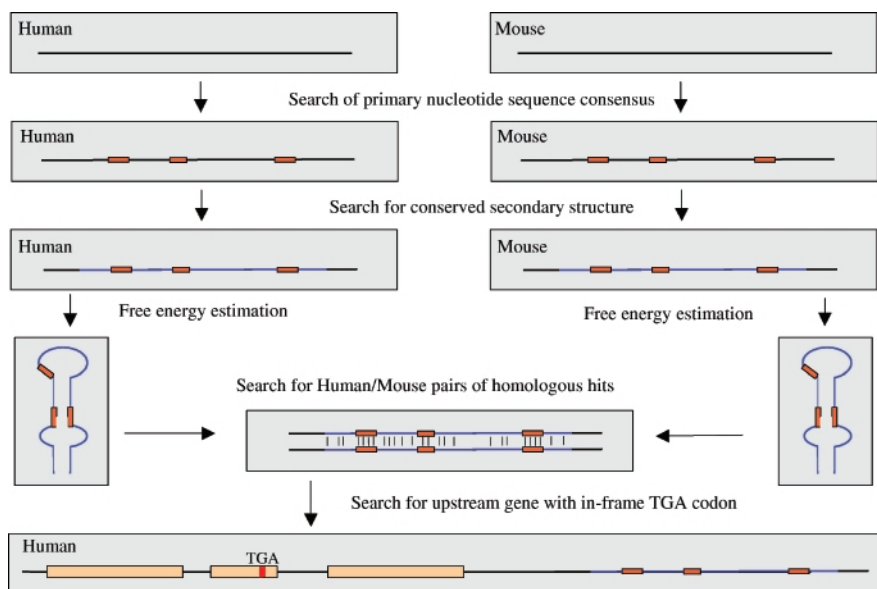 Human
Mouse
Search of primary nucleotide sequence consensus
Human
Mouse
Search for conserved secondary structure
Human
Mouse
Free energy estimation
Free energy estimation
Search for Human/Mouse pairs of homologous hits
Search for upstream gene with in-frame TGA codon
Human
TGA